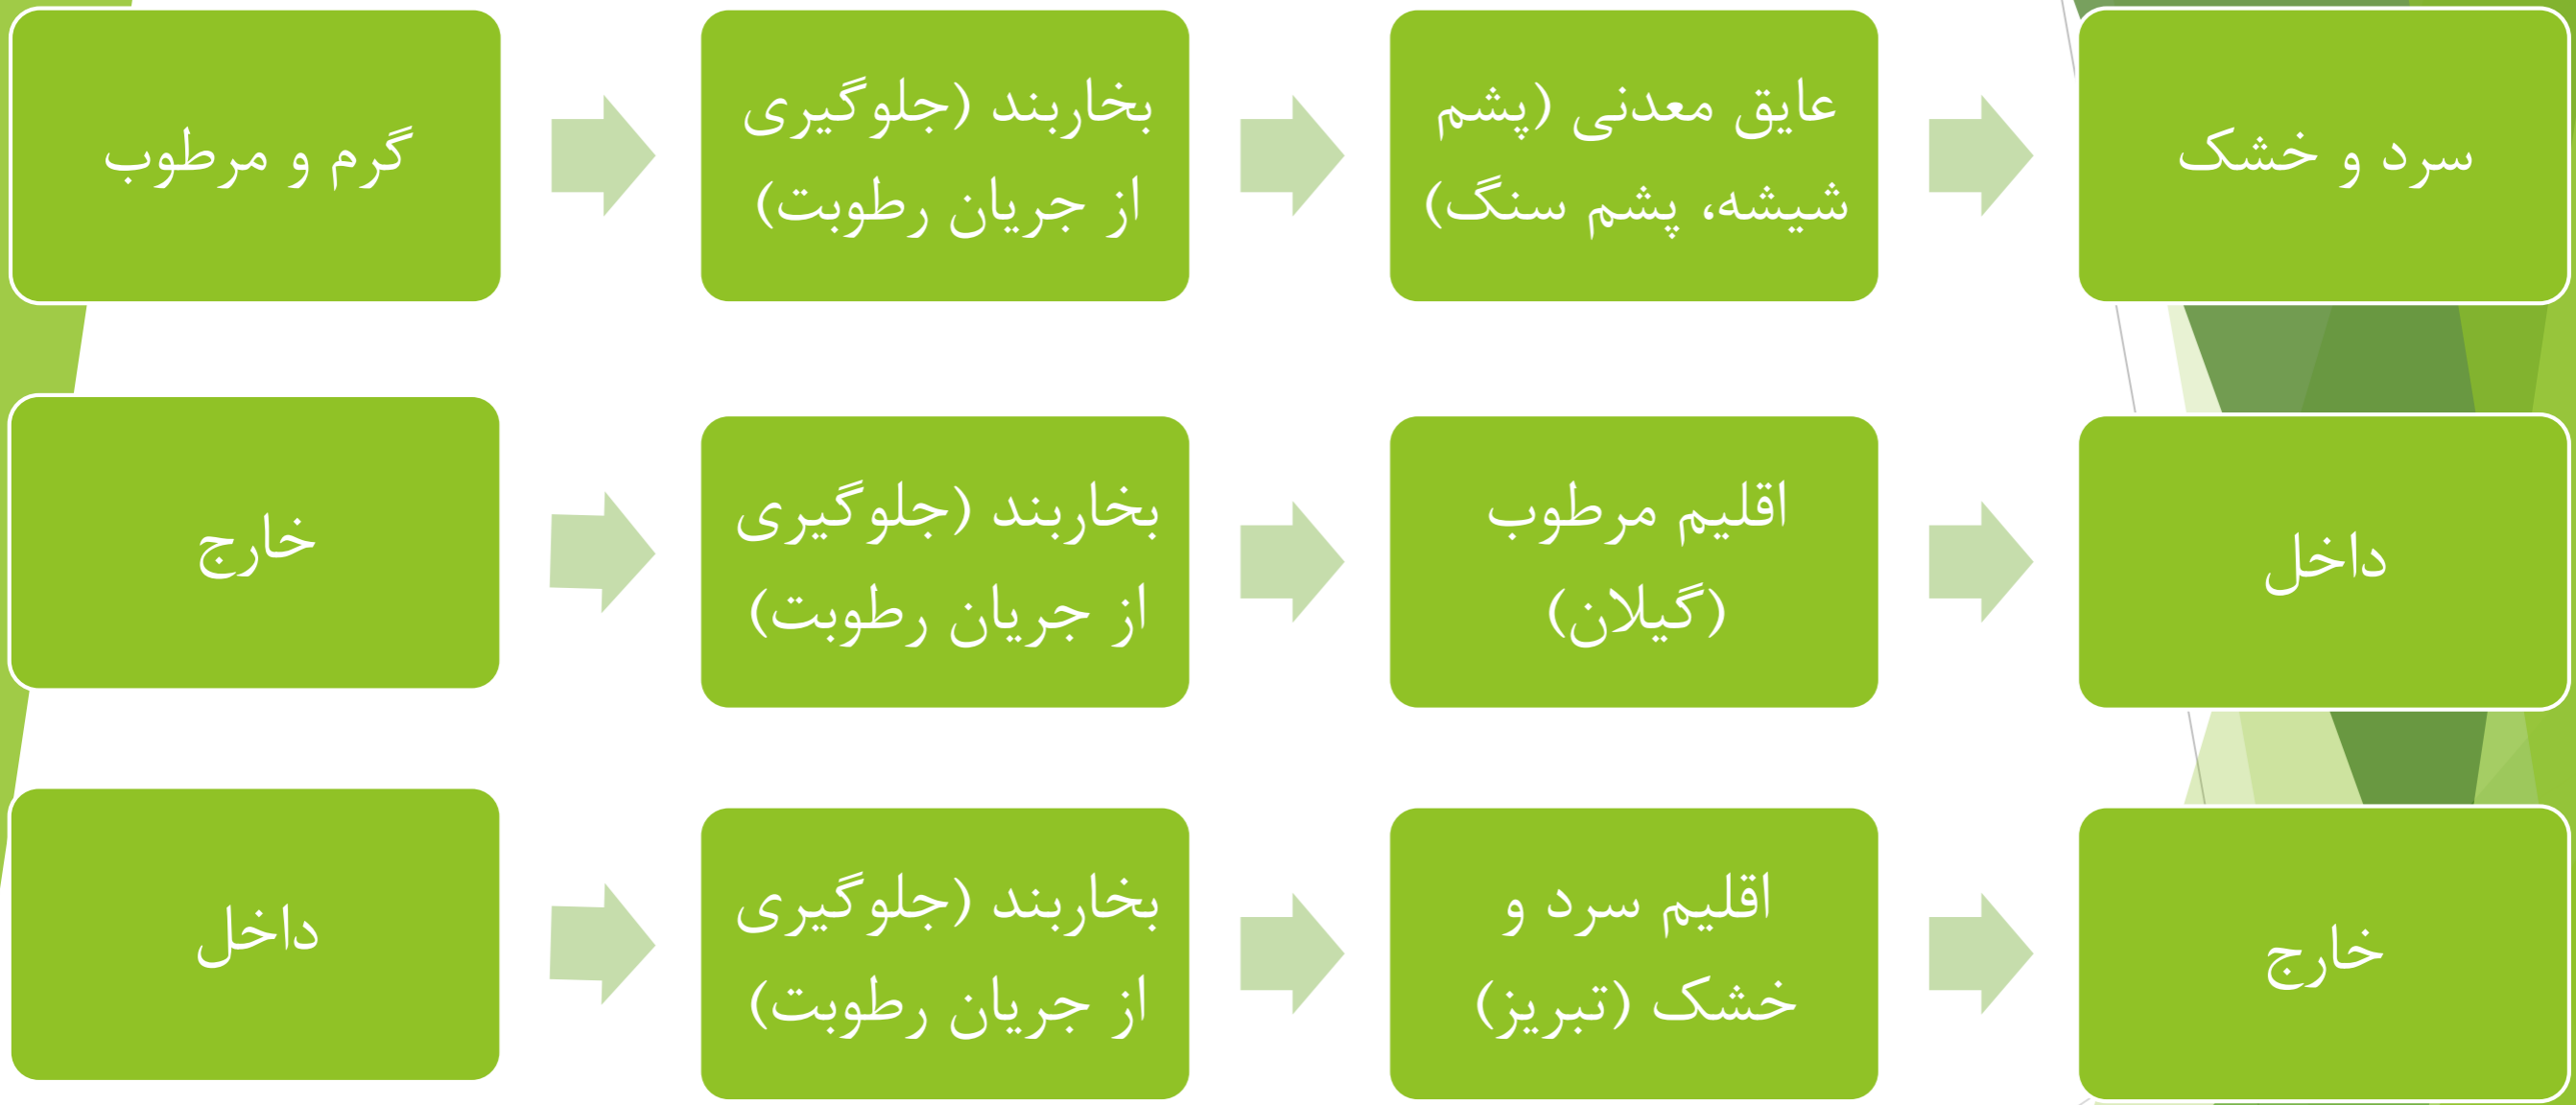 گرم و مرطوب
بخاربند (جلوگیری
از جریان رطوبت)
عایق معدنی (پشم
شیشه، پشم سنگ)
سرد و خشک
خارج
بخاربند (جلوگیری
از جریان رطوبت)
اقلیم مرطوب
(گیلان)
داخل
داخل
بخاربند (جلوگیری
از جریان رطوبت)
اقلیم سرد و
خشک (تبریز)
خارج